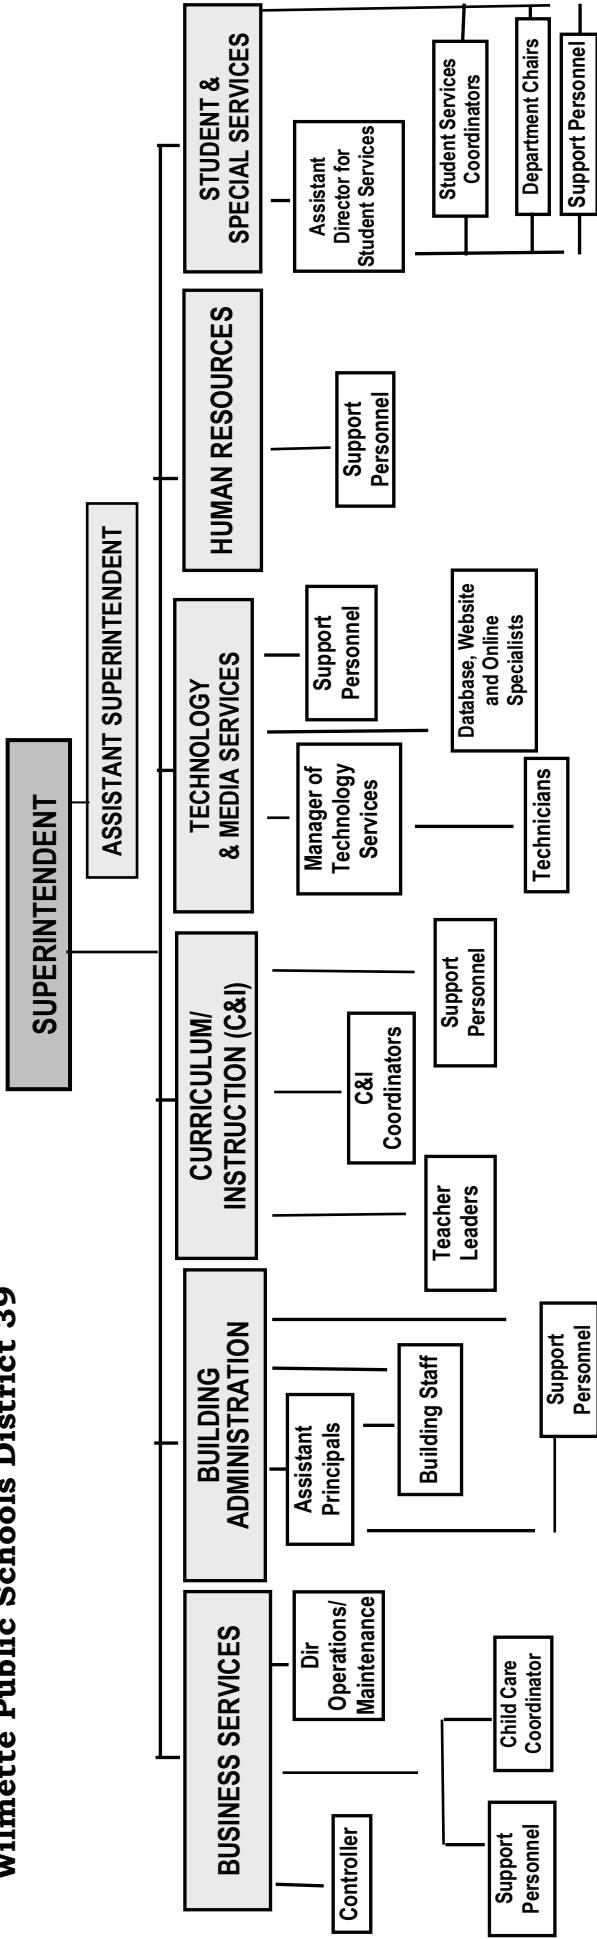 Wilmette Public Schools District 39
SUPERINTENDENT
ASSISTANT SUPERINTENDENT
BUSINESS SERVICES
BUILDING
ADMINISTRATION
CURRICULUM/
INSTRUCTION (C&I)
TECHNOLOGY
& MEDIA SERVICES
HUMAN RESOURCES
STUDENT &
SPECIAL SERVICES
Controller
Dir
Operations/
Maintenance
Support
Personnel
Child Care
Coordinator
Assistant
Principals
Building Staff
Support
Personnel
Teacher
Leaders
C&I
Coordinators
Support
Personnel
Manager of
Technology
Services
Support
Personnel
Technicians
Database, Website
and Online
Specialists
Support
Personnel
Assistant
Director for
Student Services
Student Services
Coordinators
Department Chairs
Support Personnel